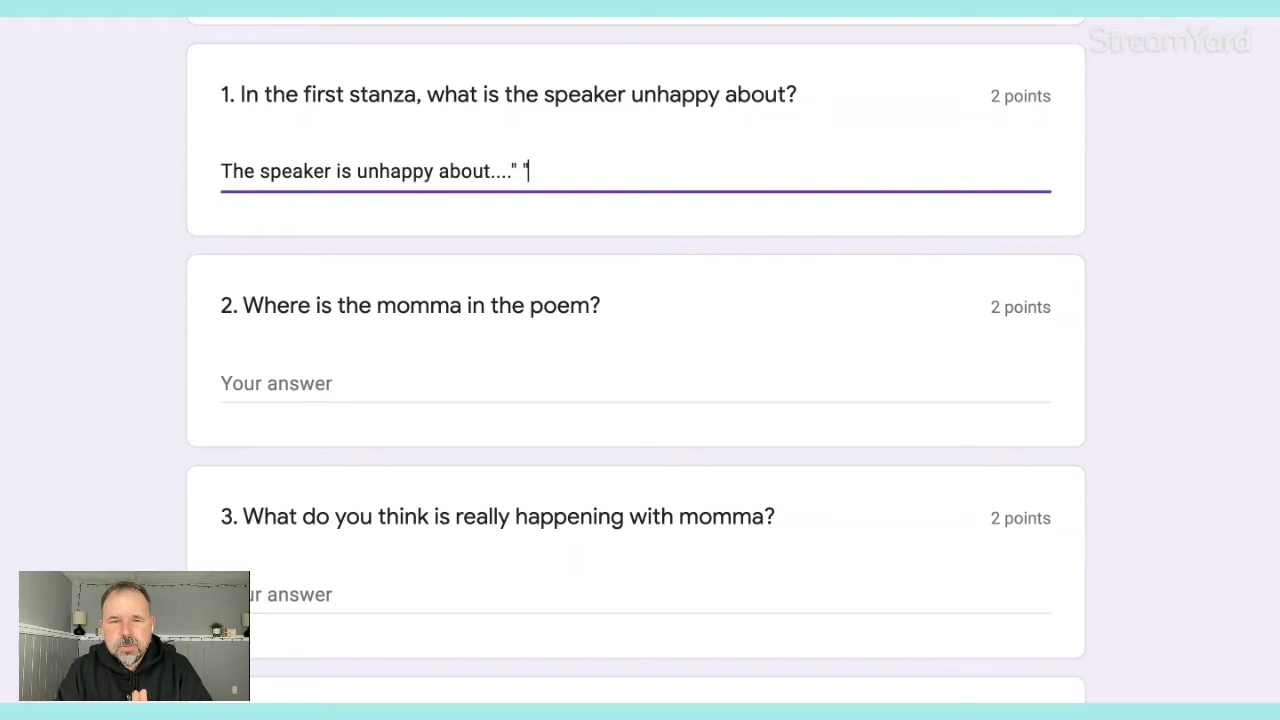 StreamYard
1. In the first stanza, what is the speaker unhappy about?
2 points
The speaker is unhappy about...." "
2. Where is the momma in the poem?
2 points
Your answer
3. What do you think is really happening with momma?
2 points
ur answer